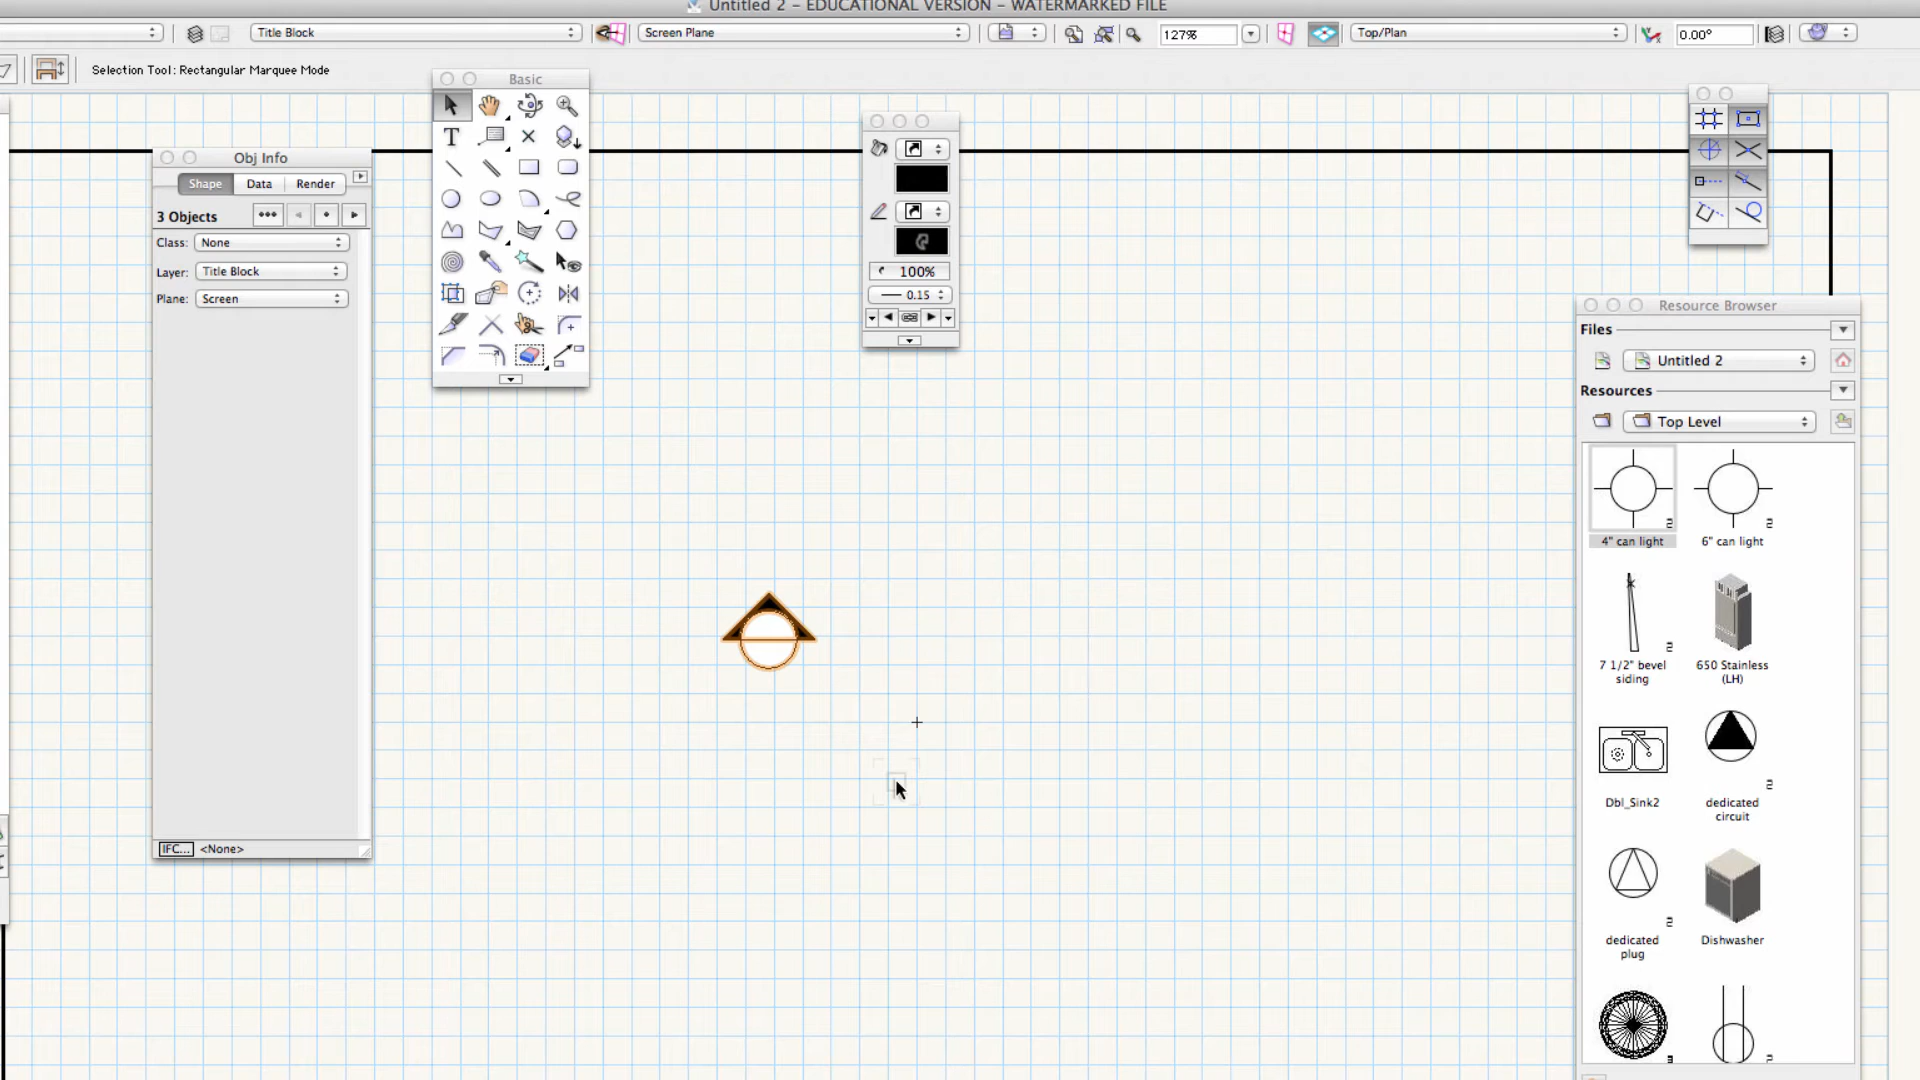 Untitled 2 – EDUCATIONAL VERSION – WATERMARKED FILE
Title Block
Screen Plane
127%
Top/Plan
0.00°
Selection Tool: Rectangular Marquee Mode
Basic
T
Obj Info
Shape
Data
Render
3 Objects
Class:
None
Layer:
Title Block
Plane:
Screen
IFC...
<None>
100%
0.15
Resource Browser
Files
Untitled 2
Resources
Top Level
4" can light
6" can light
7 1/2" bevel
siding
650 Stainless
(LH)
Dbl_Sink2
dedicated
circuit
dedicated
plug
Dishwasher